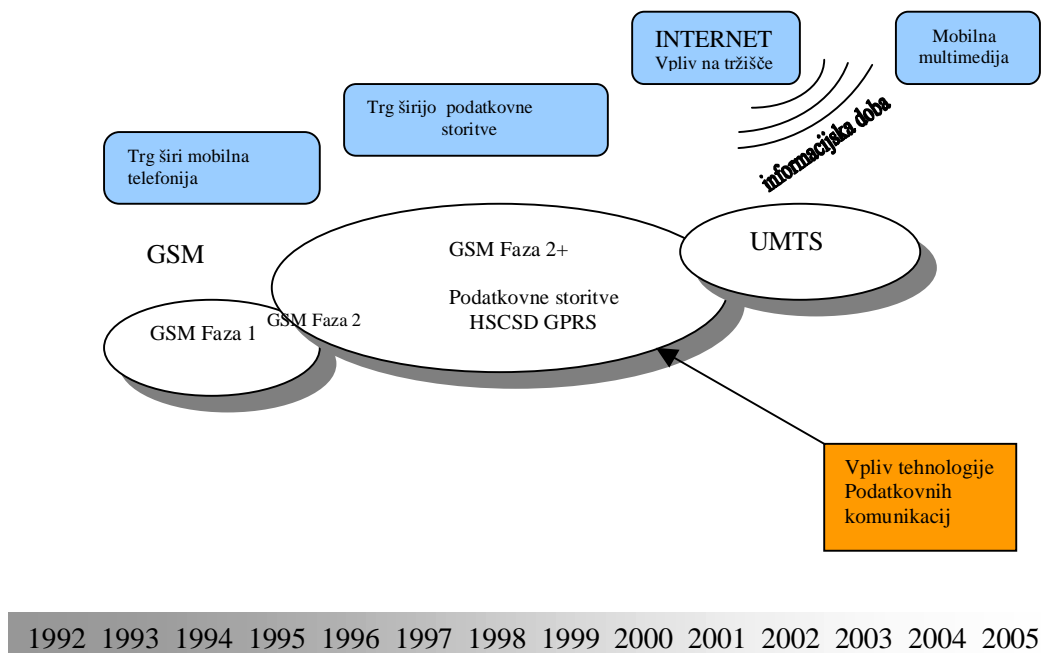 INTERNET
Vpliv na tržišče
Mobilna
multimedija
Trg širijo podatkovne
storitve
informacijska doba
Trg širi mobilna
telefonija
GSM
GSM Faza 2+
UMTS
Podatkovne storitve
HSCSD GPRS
GSM Faza 2
GSM Faza 1
Vpliv tehnologije
Podatkovnih
komunikacij
1992 1993 1994 1995 1996 1997 1998 1999 2000 2001 2002 2003 2004 2005